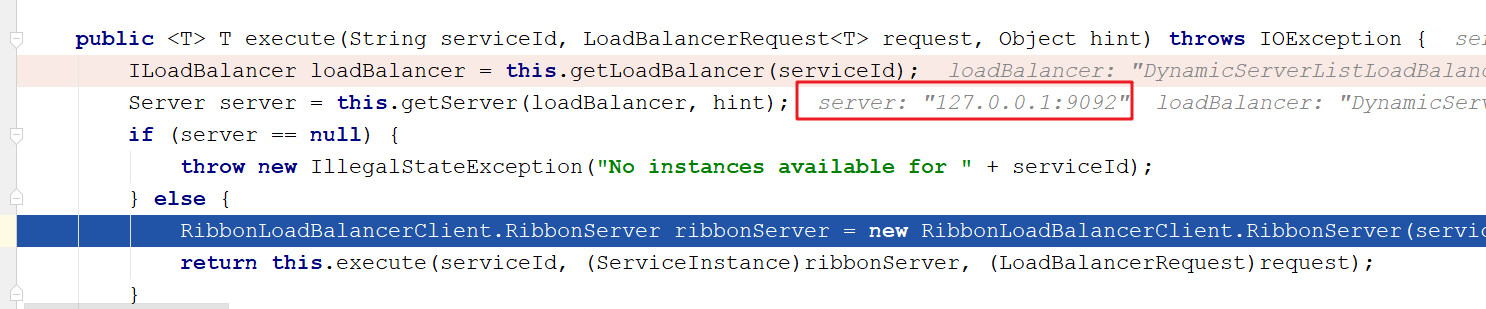 public <T> T execute(String serviceId, LoadBalancerRequest<T> request, Object hint) throws IOException {
ILoadBalancer loadBalancer = this.getLoadBalancer(serviceId); loadBalancer: "DynamicServerListLoadBalanc
Server server = this.getServer(loadBalancer, hint); server: "127.0.0.1:9092" loadBalancer: "DynamicServ
if (server == null) {
throw new IllegalStateException("No instances available for " + serviceId);
} else {
RibbonLoadBalancerClient.RibbonServer ribbonServer = new RibbonLoadBalancerClient.RibbonServer(servic
return this.execute(serviceId, (ServiceInstance)ribbonServer, (LoadBalancerRequest)request);
}